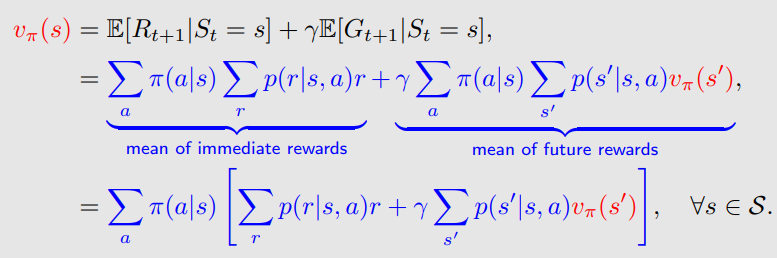 v_π(s) = 𝔼[R_{t+1}|S_t = s] + γ𝔼[G_{t+1}|S_t = s],
= ∑_a π(a|s) ∑_r p(r|s, a)r + γ ∑_a π(a|s) ∑_{s′} p(s′|s, a)v_π(s′),
mean of immediate rewards mean of future rewards
= ∑_a π(a|s) [∑_r p(r|s, a)r + γ ∑_{s′} p(s′|s, a)v_π(s′)], ∀s ∈ 𝒮.